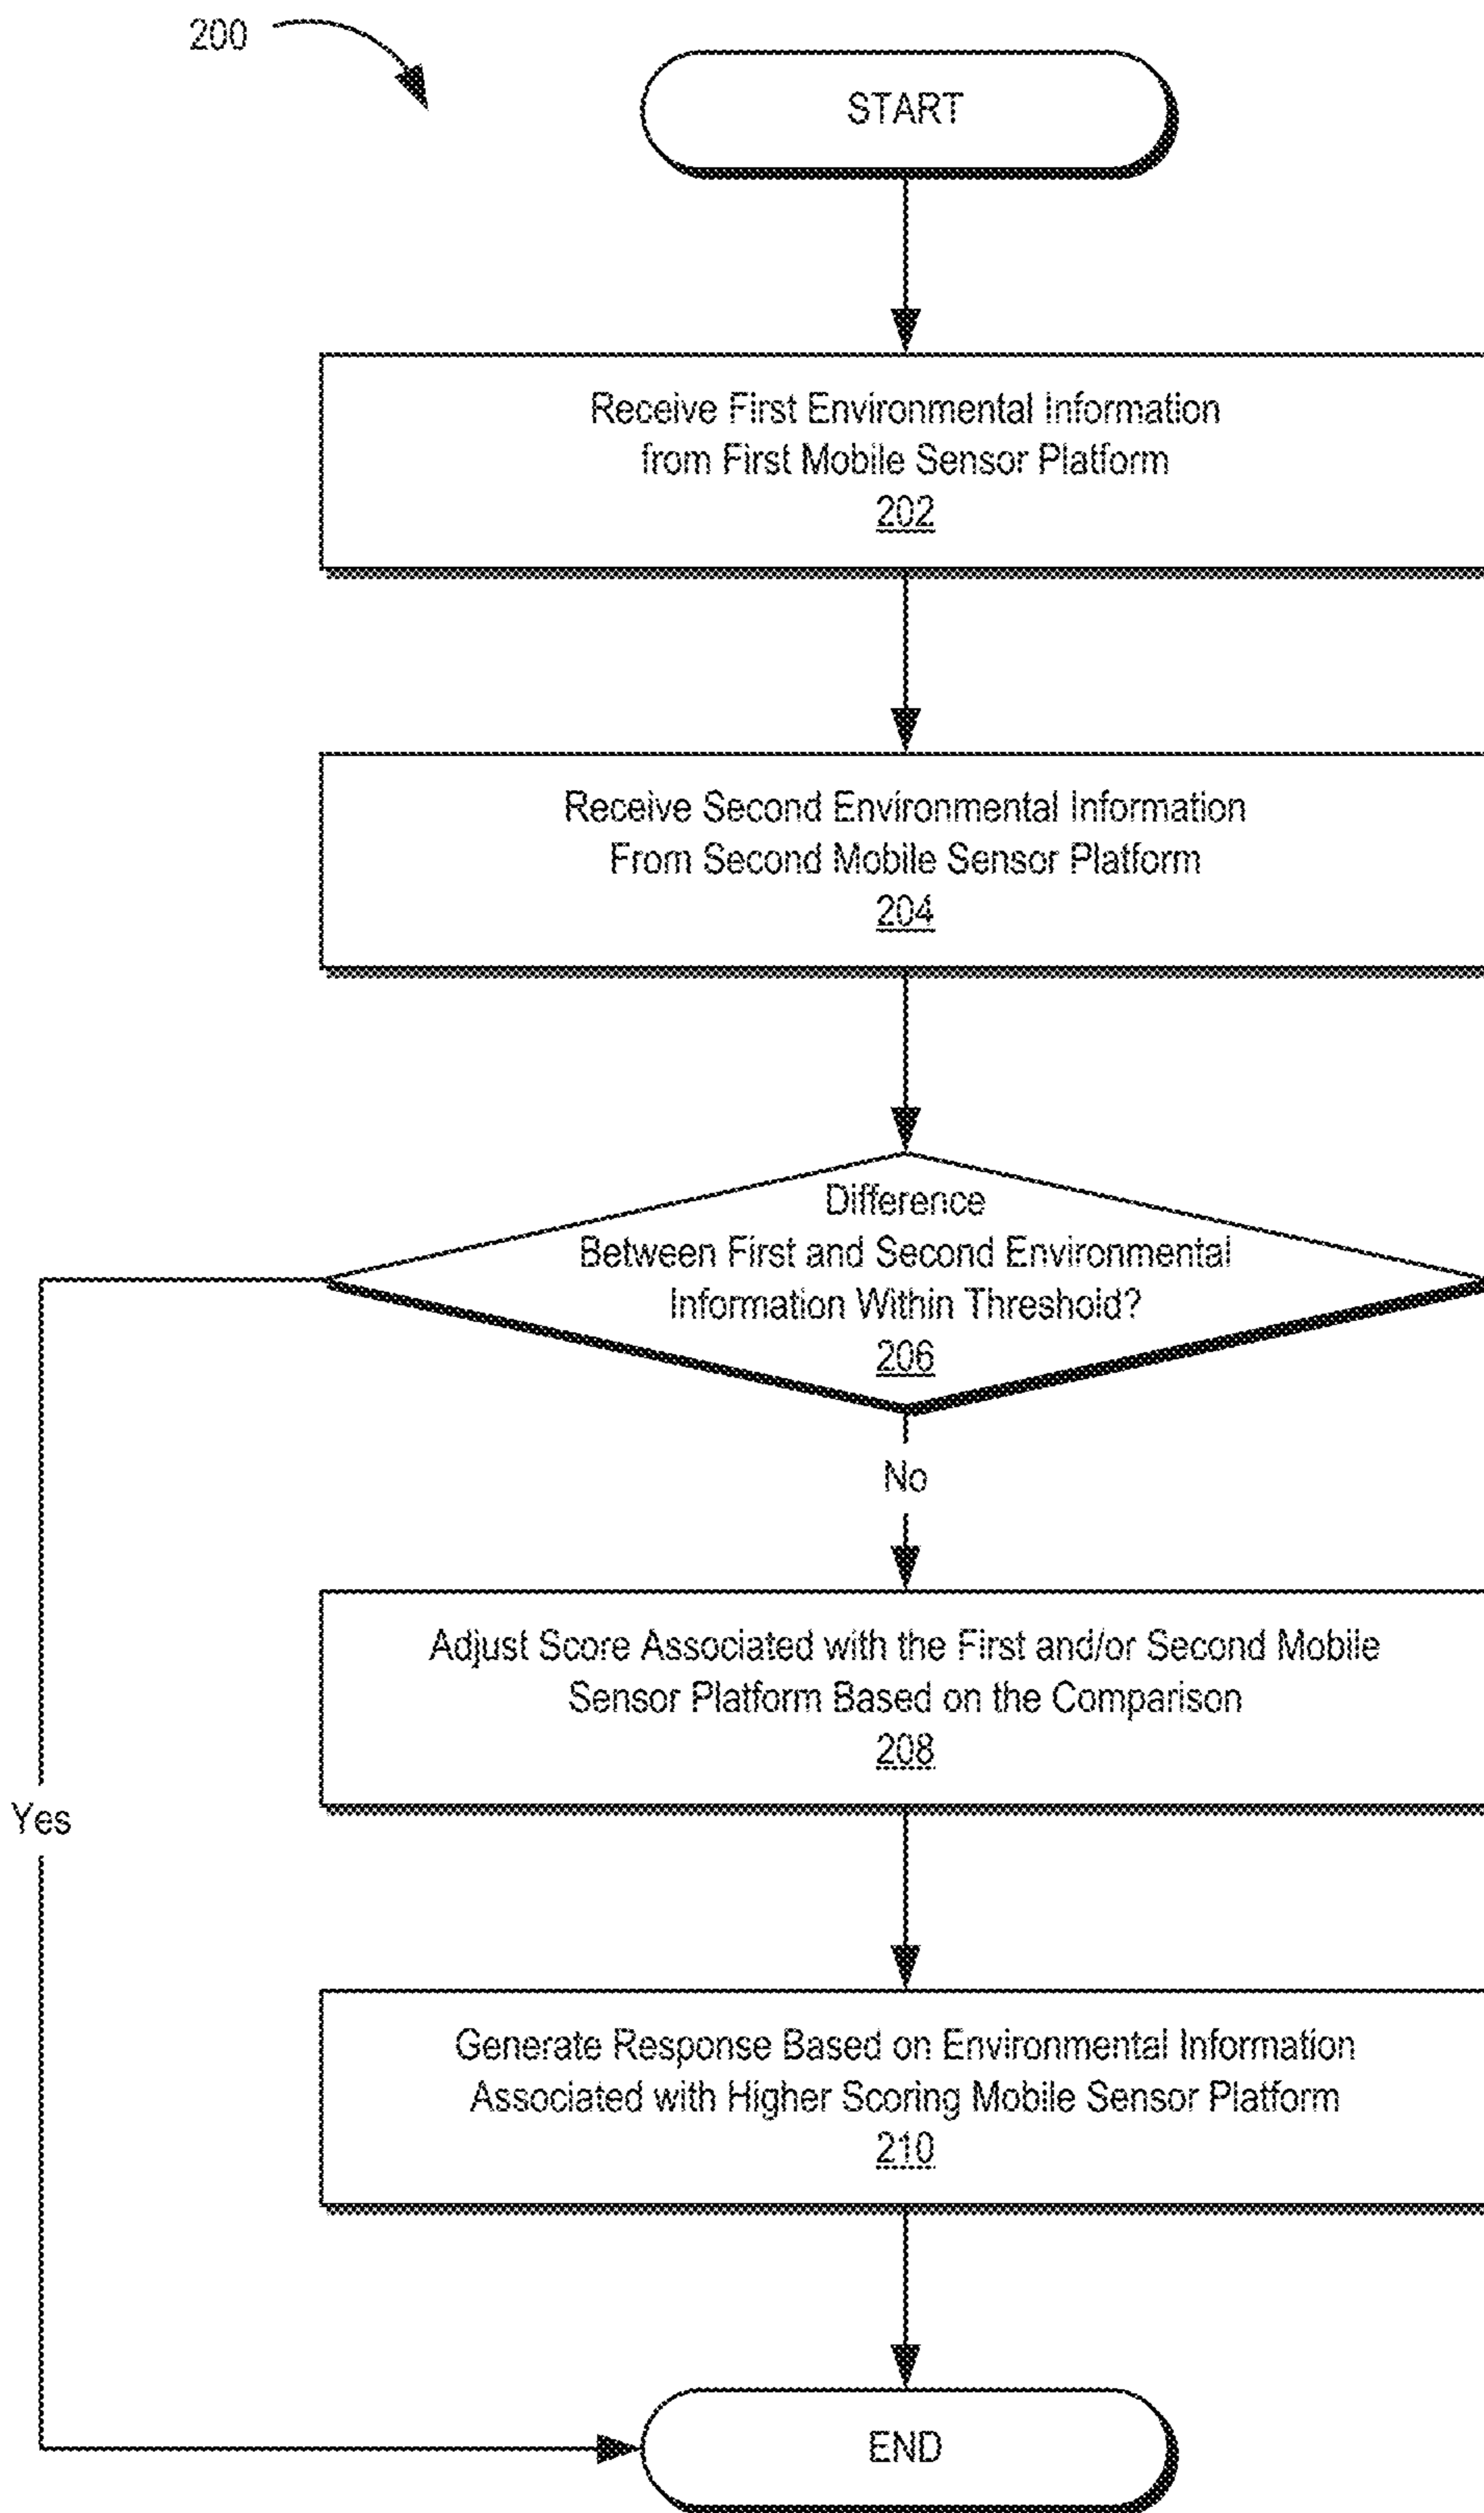 200
START
Receive First Environmental Information
from First Mobile Sensor Platform
202
Receive Second Environmental Information
From Second Mobile Sensor Platform
204
Difference
Between First and Second Environmental
Information Within Threshold?
206
No
Adjust Score Associated with the First and/or Second Mobile
Sensor Platform Based on the Comparison
208
Yes
Generate Response Based on Environmental Information
Associated with Higher Scoring Mobile Sensor Platform
210
END